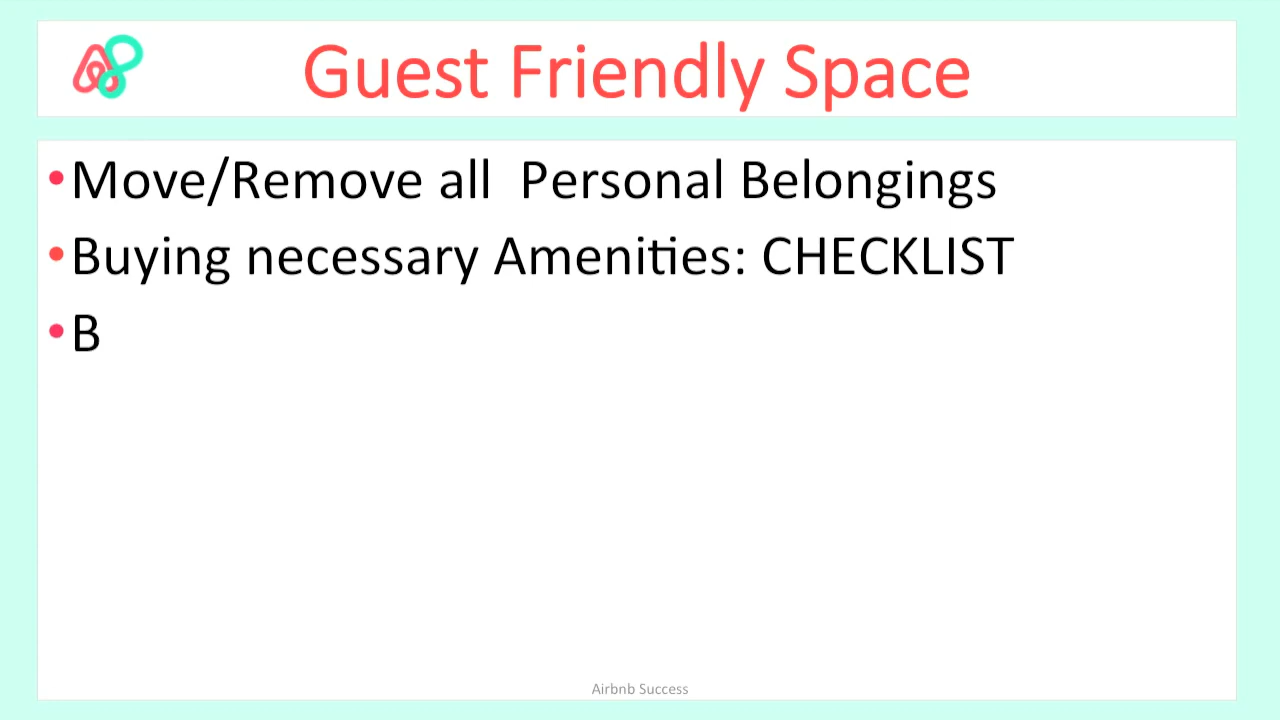 Guest Friendly Space
•Move/Remove all  Personal Belongings
•Buying necessary Amenities: CHECKLIST
•B
Airbnb Success